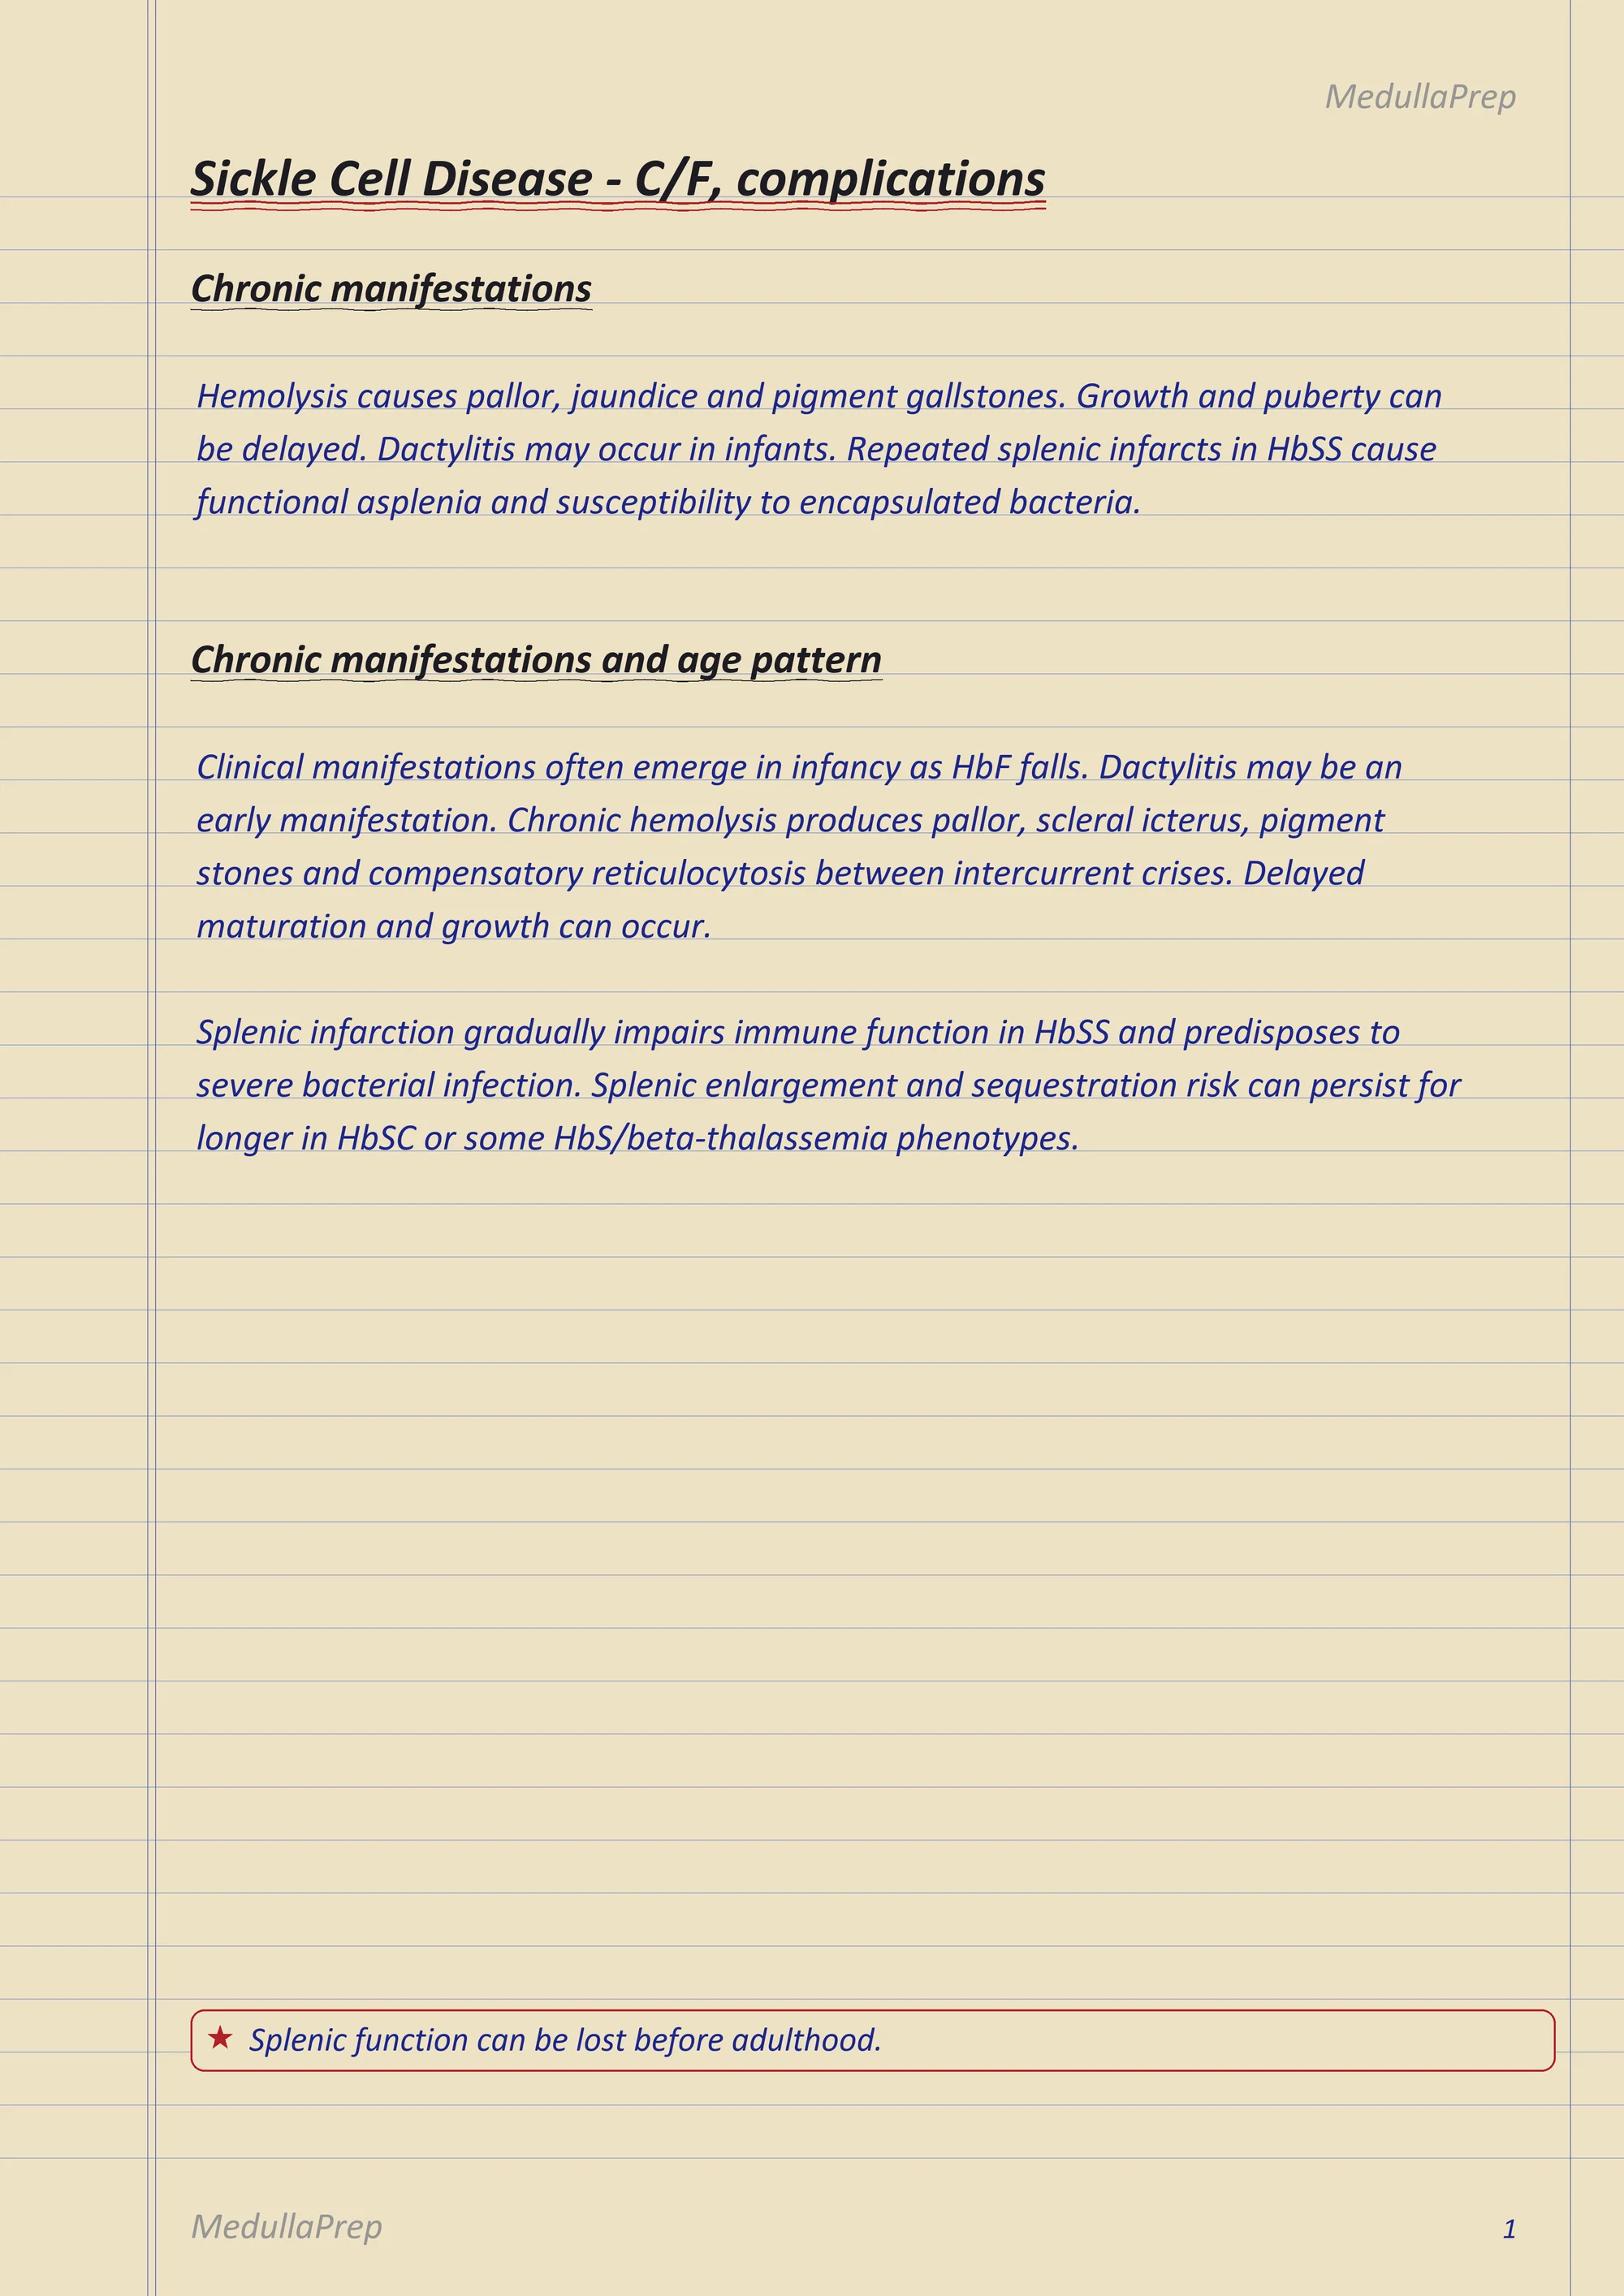 MedullaPrep
Sickle Cell Disease - C/F, complications
Chronic manifestations
Hemolysis causes pallor, jaundice and pigment gallstones. Growth and puberty can
be delayed. Dactylitis may occur in infants. Repeated splenic infarcts in HbSS cause
functional asplenia and susceptibility to encapsulated bacteria.
Chronic manifestations and age pattern
Clinical manifestations often emerge in infancy as HbF falls. Dactylitis may be an
early manifestation. Chronic hemolysis produces pallor, scleral icterus, pigment
stones and compensatory reticulocytosis between intercurrent crises. Delayed
maturation and growth can occur.
Splenic infarction gradually impairs immune function in HbSS and predisposes to
severe bacterial infection. Splenic enlargement and sequestration risk can persist for
longer in HbSC or some HbS/beta-thalassemia phenotypes.
★ Splenic function can be lost before adulthood.
MedullaPrep
1